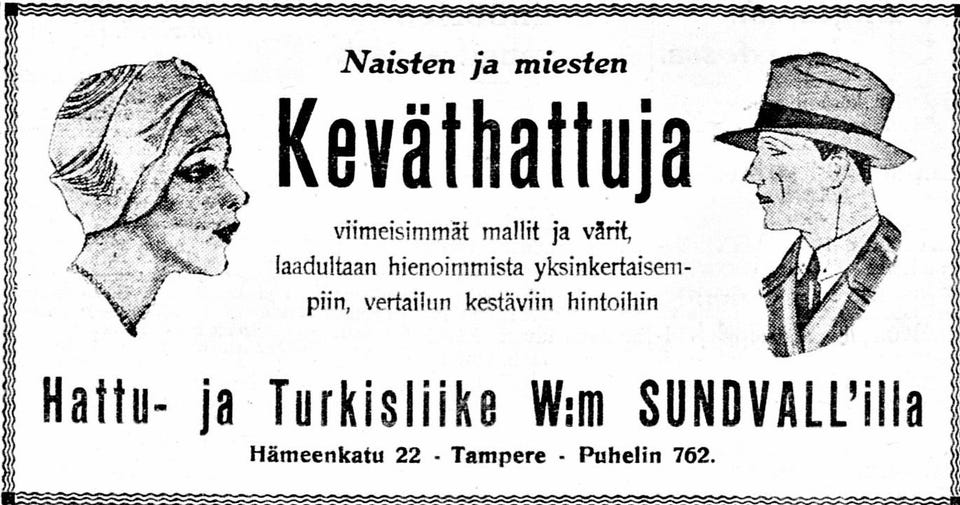 Naisten ja miesten
Keväthattuja
viimeisimmät mallit ja värit,
laadultaan hienoimmista yksinkertaisem-
piin, vertailun kestäviin hintoihin
Hattu- ja Turkisliike W:m SUNDVALL'illa
Hämeenkatu 22 - Tampere - Puhelin 762.